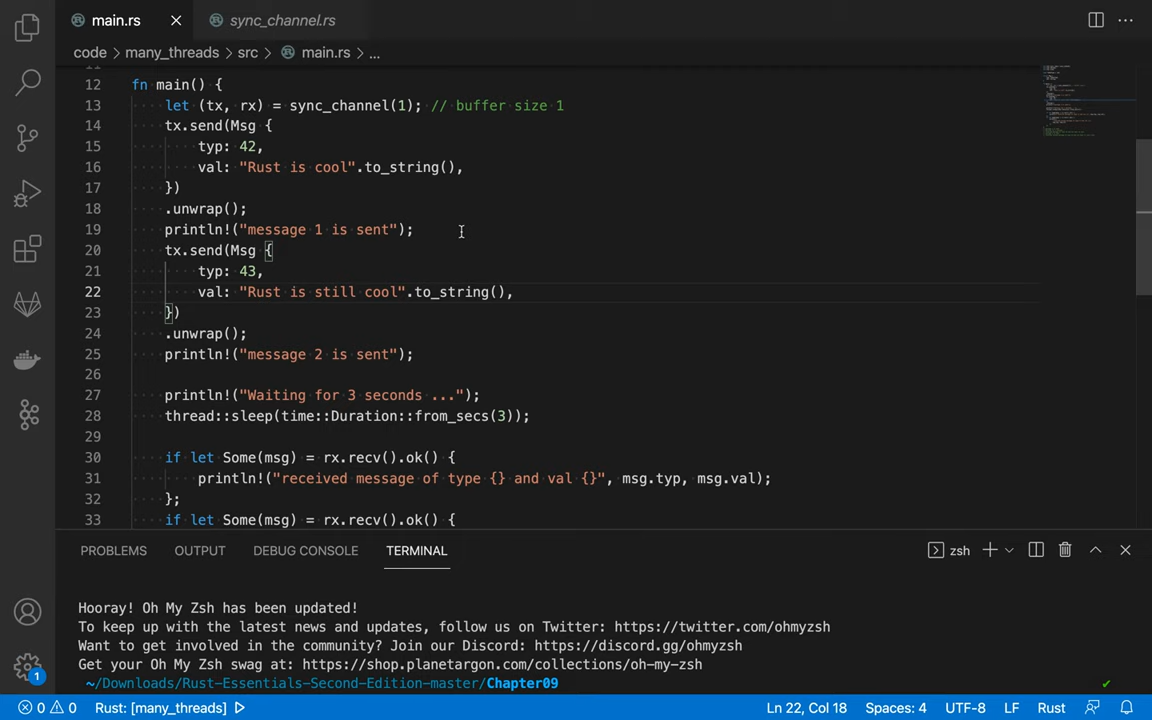 main.rs
sync_channel.rs
code > many_threads > src > main.rs > ...
12 fn main() {
13 let (tx, rx) = sync_channel(1); // buffer size 1
14 tx.send(Msg {
15 typ: 42,
16 val: "Rust is cool".to_string(),
17 })
18 .unwrap();
19 println!("message 1 is sent");
20 tx.send(Msg {
21 typ: 43,
22 val: "Rust is still cool".to_string(),
23 })
24 .unwrap();
25 println!("message 2 is sent");
26
27 println!("Waiting for 3 seconds ...");
28 thread::sleep(time::Duration::from_secs(3));
29
30 if let Some(msg) = rx.recv().ok() {
31 println!("received message of type {} and val {}", msg.typ, msg.val);
32 };
33 if let Some(msg) = rx.recv().ok() {
PROBLEMS OUTPUT DEBUG CONSOLE TERMINAL zsh
Hooray! Oh My Zsh has been updated!
To keep up with the latest news and updates, follow us on Twitter: https://twitter.com/ohmyzsh
Want to get involved in the community? Join our Discord: https://discord.gg/ohmyzsh
Get your Oh My Zsh swag at: https://shop.planetargon.com/collections/oh-my-zsh
~/Downloads/Rust-Essentials-Second-Edition-master/Chapter09
1
0 0 Rust: [many_threads] Ln 22, Col 18 Spaces: 4 UTF-8 LF Rust